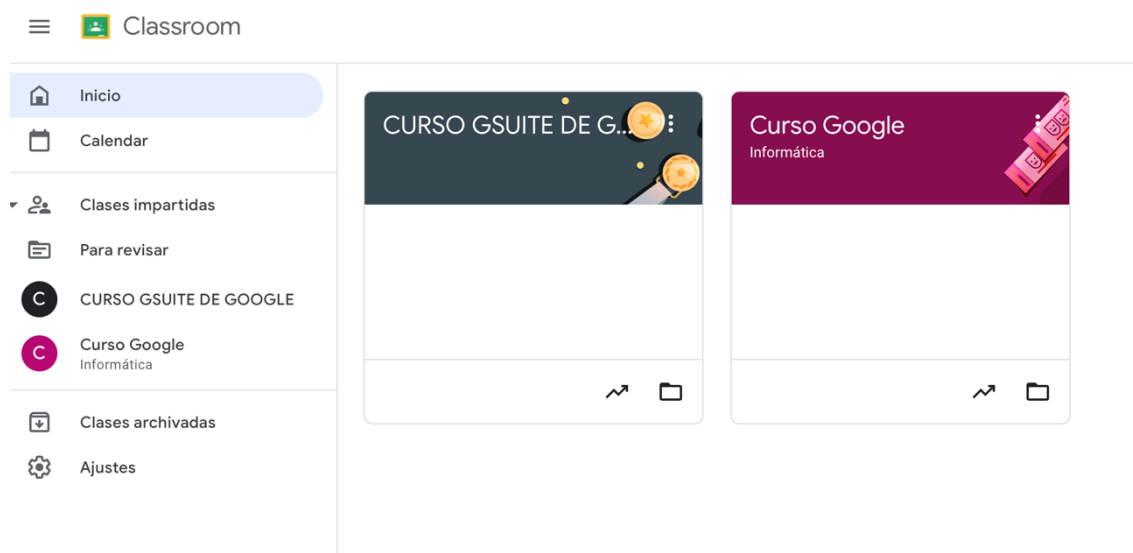 Classroom
Inicio
Calendar
Clases impartidas
Para revisar
C
CURSO GSUITE DE GOOGLE
C
Curso Google
Informática
Clases archivadas
Ajustes
CURSO GSUITE DE G...
Curso Google
Informática